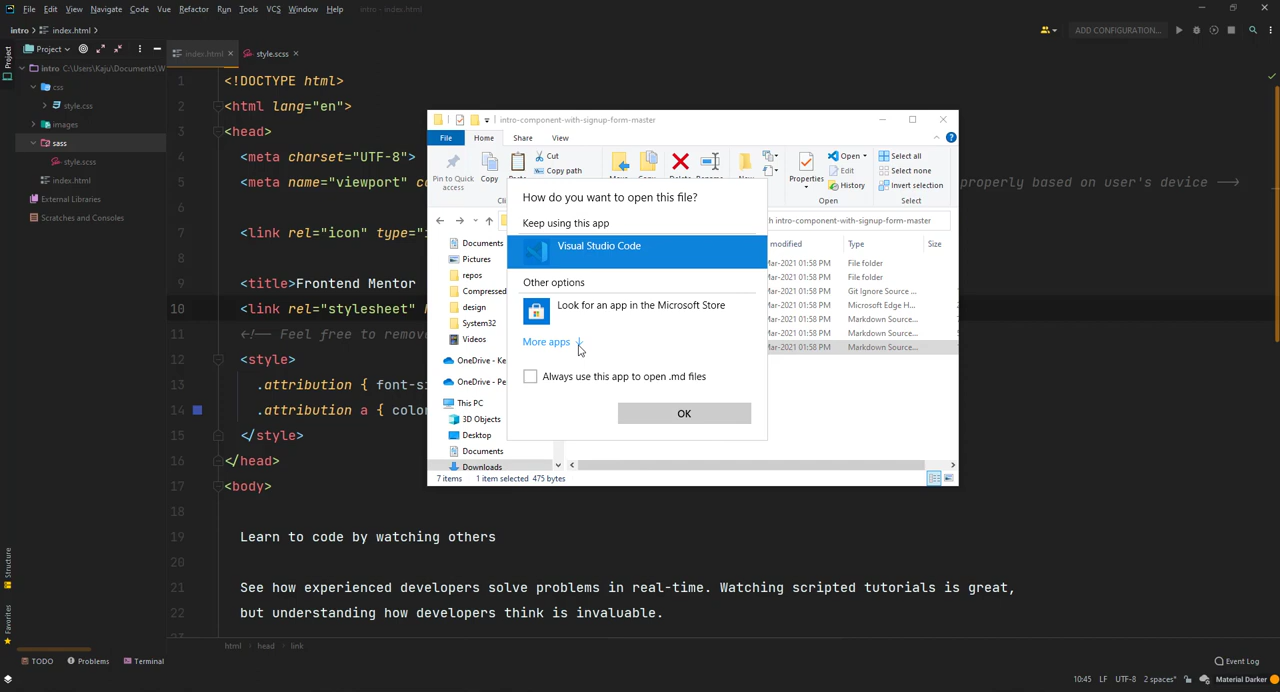 File Edit View Navigate Code Vue Refactor Run Tools VCS Window Help intro - index.html
intro index.html
ADD CONFIGURATION...
Project
Project
index.html
style.scss
intro C:\Users\Kaju\Documents\W
css
style.css
images
sass
style.scss
index.html
External Libraries
Scratches and Consoles
1 <!DOCTYPE html>
2 <html lang="en">
3 <head>
4 <meta charset="UTF-8">
5 <meta name="viewport" properly based on user's device -->
6
7 <link rel="icon" type=
8
9 <title>Frontend Mentor
10 <link rel="stylesheet"
11 <!-- Feel free to remove
12 <style>
13 .attribution { font-si
14 .attribution a { colo
15 </style>
16 </head>
17 <body>
18
19 Learn to code by watching others
20
21 See how experienced developers solve problems in real-time. Watching scripted tutorials is great,
22 but understanding how developers think is invaluable.
intro-component-with-signup-form-master
File Home Share View
Pin to Quick access
Copy
Cut
Copy path
Properties
Open
Edit
History
Open
Select all
Select none
Invert selection
Select
intro-component-with-signup-form-master
Documents
Pictures
repos
Compressed
design
System32
Videos
OneDrive - Ke
OneDrive - Pe
This PC
3D Objects
Desktop
Documents
Downloads
modified Type Size
Mar-2021 01:58 PM File folder
Mar-2021 01:58 PM File folder
Mar-2021 01:58 PM Git Ignore Source ...
Mar-2021 01:58 PM Microsoft Edge H...
Mar-2021 01:58 PM Markdown Source...
Mar-2021 01:58 PM Markdown Source...
Mar-2021 01:58 PM Markdown Source...
7 items 1 item selected 475 bytes
How do you want to open this file?
Keep using this app
Visual Studio Code
Other options
Look for an app in the Microsoft Store
More apps ↓
Always use this app to open .md files
OK
Structure
Favorites
html head link
TODO Problems Terminal
Event Log
10:45 LF UTF-8 2 spaces* Material Darker